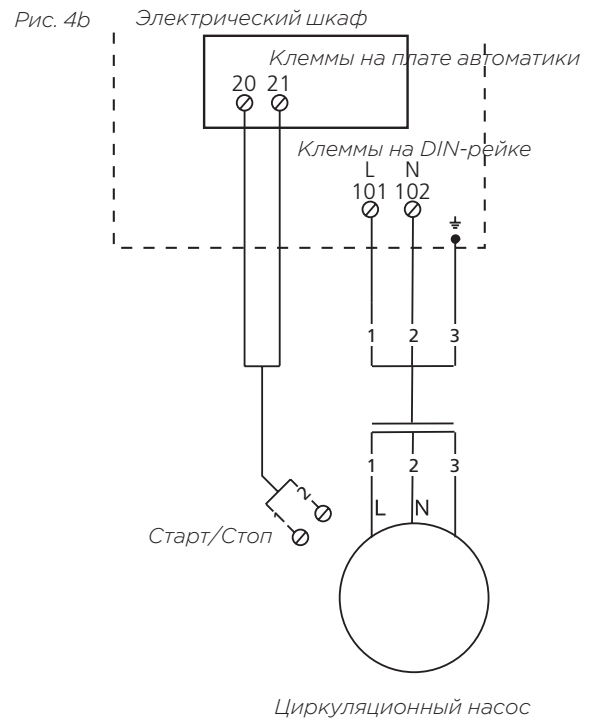 Рис. 4b Электрический шкаф
Клеммы на плате автоматики
20 21
Клеммы на DIN-рейке
L N
101 102
1 2 3
1 2 3
L N
2
1
Старт/Стоп
Циркуляционный насос